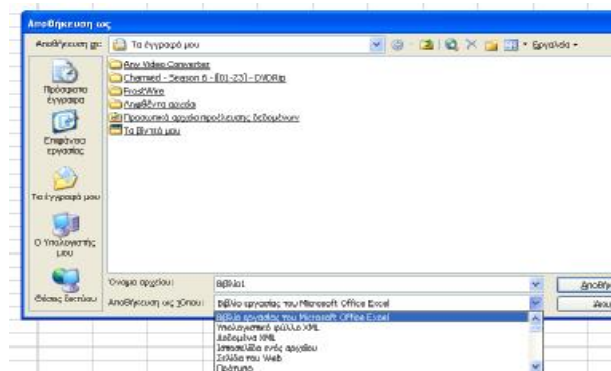 Αποθήκευση ως
Αποθήκευση σε: Τα έγγραφά μου Εργαλεία
Any Video Converter
Charmed - Season 6 - [01-23] - DVDRip
FrostWire
Ληφθέντα αρχεία
Προσωπικά αρχεία προέλευσης δεδομένων
Τα βίντεό μου
Πρόσφατα
έγγραφα
Επιφάνεια
εργασίας
Τα έγγραφά μου
Ο Υπολογιστής
μου
Θέσεις δικτύου
Όνομα αρχείου: Βιβλίο1
Αποθήκευση ως τύπου: Βιβλίο εργασίας του Microsoft Office Excel
Βιβλίο εργασίας του Microsoft Office Excel
Υπολογιστικό φύλλο XML
Δεδομένα XML
Ιστοσελίδα ενός αρχείου
Σελίδα του Web
Πρότυπο